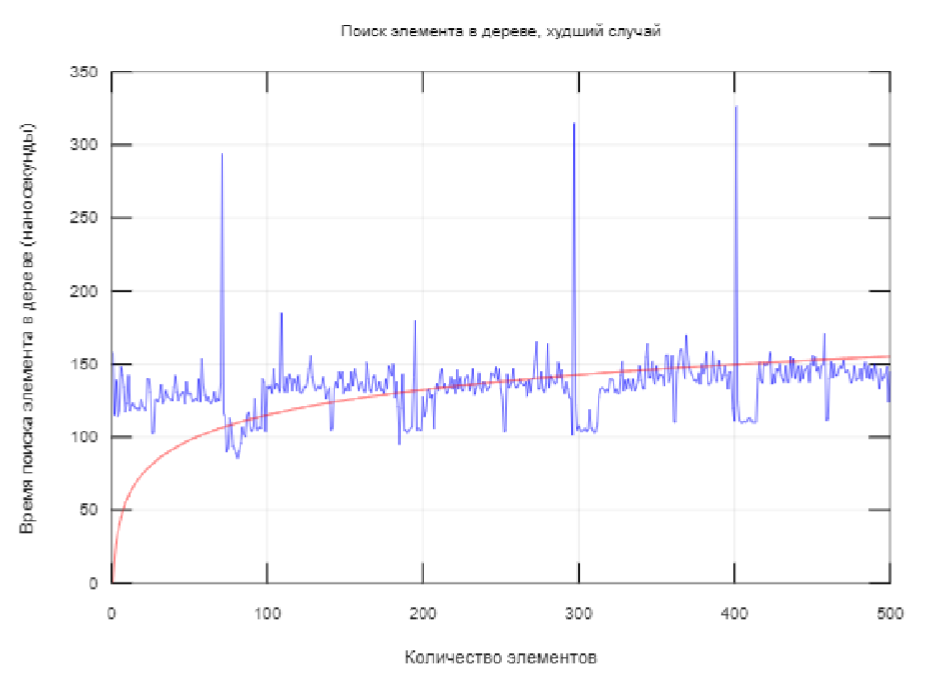 Поиск элемента в дереве, худший случай
350
300
250
200
150
100
50
0
0 100 200 300 400 500
Время поиска элемента в дереве (наносекунды)
Количество элементов